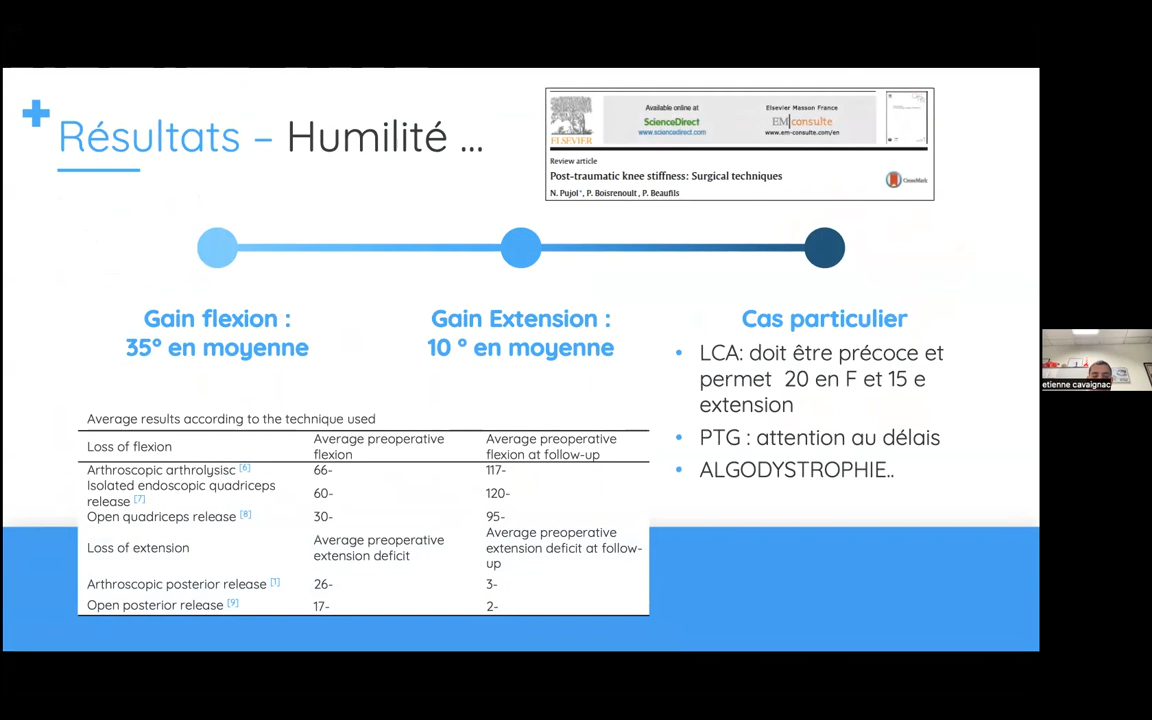 Résultats – Humilité ...
ELSEVIER
Available online at
ScienceDirect
www.sciencedirect.com
Elsevier Masson France
EM|consulte
www.em-consulte.com/en
Review article
Post-traumatic knee stiffness: Surgical techniques
N. Pujol*, P. Boisrenoult, P. Beaufils
CrossMark
Gain flexion :
35° en moyenne
Gain Extension :
10 ° en moyenne
Cas particulier
• LCA: doit être précoce et
permet 20 en F et 15 e
extension
• PTG : attention au délais
• ALGODYSTROPHIE..
Average results according to the technique used
Loss of flexion Average preoperative flexion Average preoperative flexion at follow-up
Arthroscopic arthrolysisc [6] 66- 117-
Isolated endoscopic quadriceps release [7] 60- 120-
Open quadriceps release [8] 30- 95-
Loss of extension Average preoperative extension deficit Average preoperative extension deficit at follow-up
Arthroscopic posterior release [1] 26- 3-
Open posterior release [9] 17- 2-
etienne cavaignac